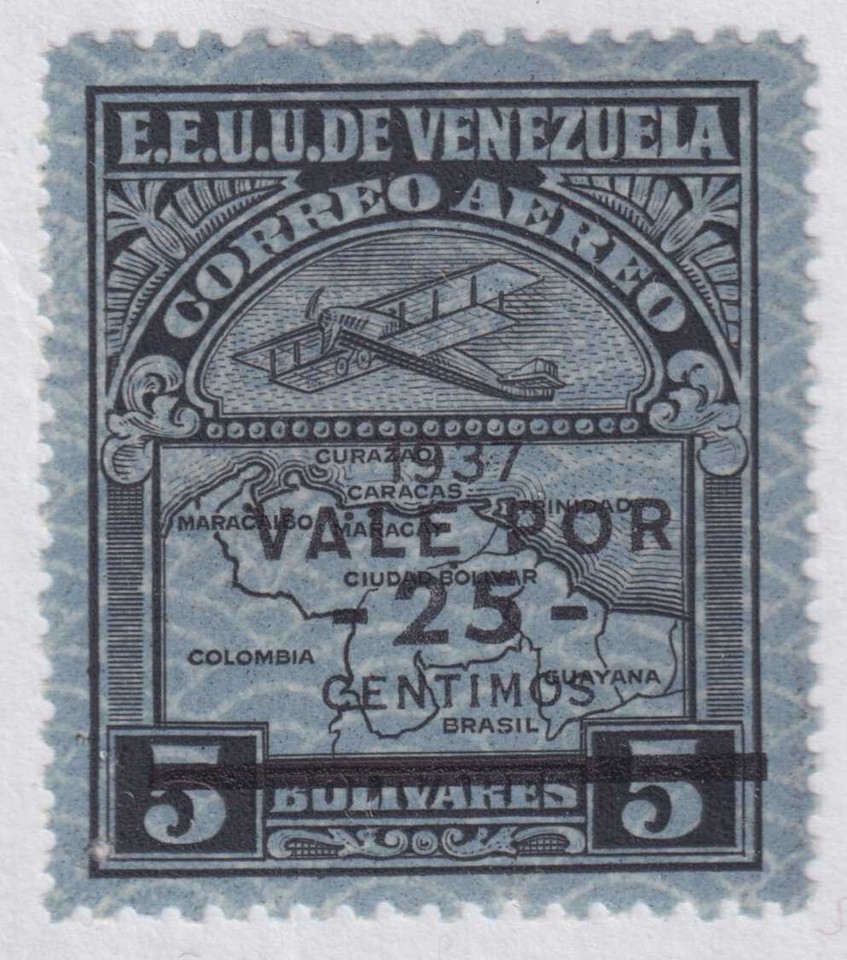 E.E.U.U.DE VENEZUELA
CORREO AEREO
CURAZAO
1937
CARACAS
TRINIDAD
MARACAIBO
MARACAY
VALE POR
CIUDAD BOLIVAR
- 25 -
COLOMBIA
GUAYANA
CENTIMOS
BRASIL
5 BOLIVARES 5